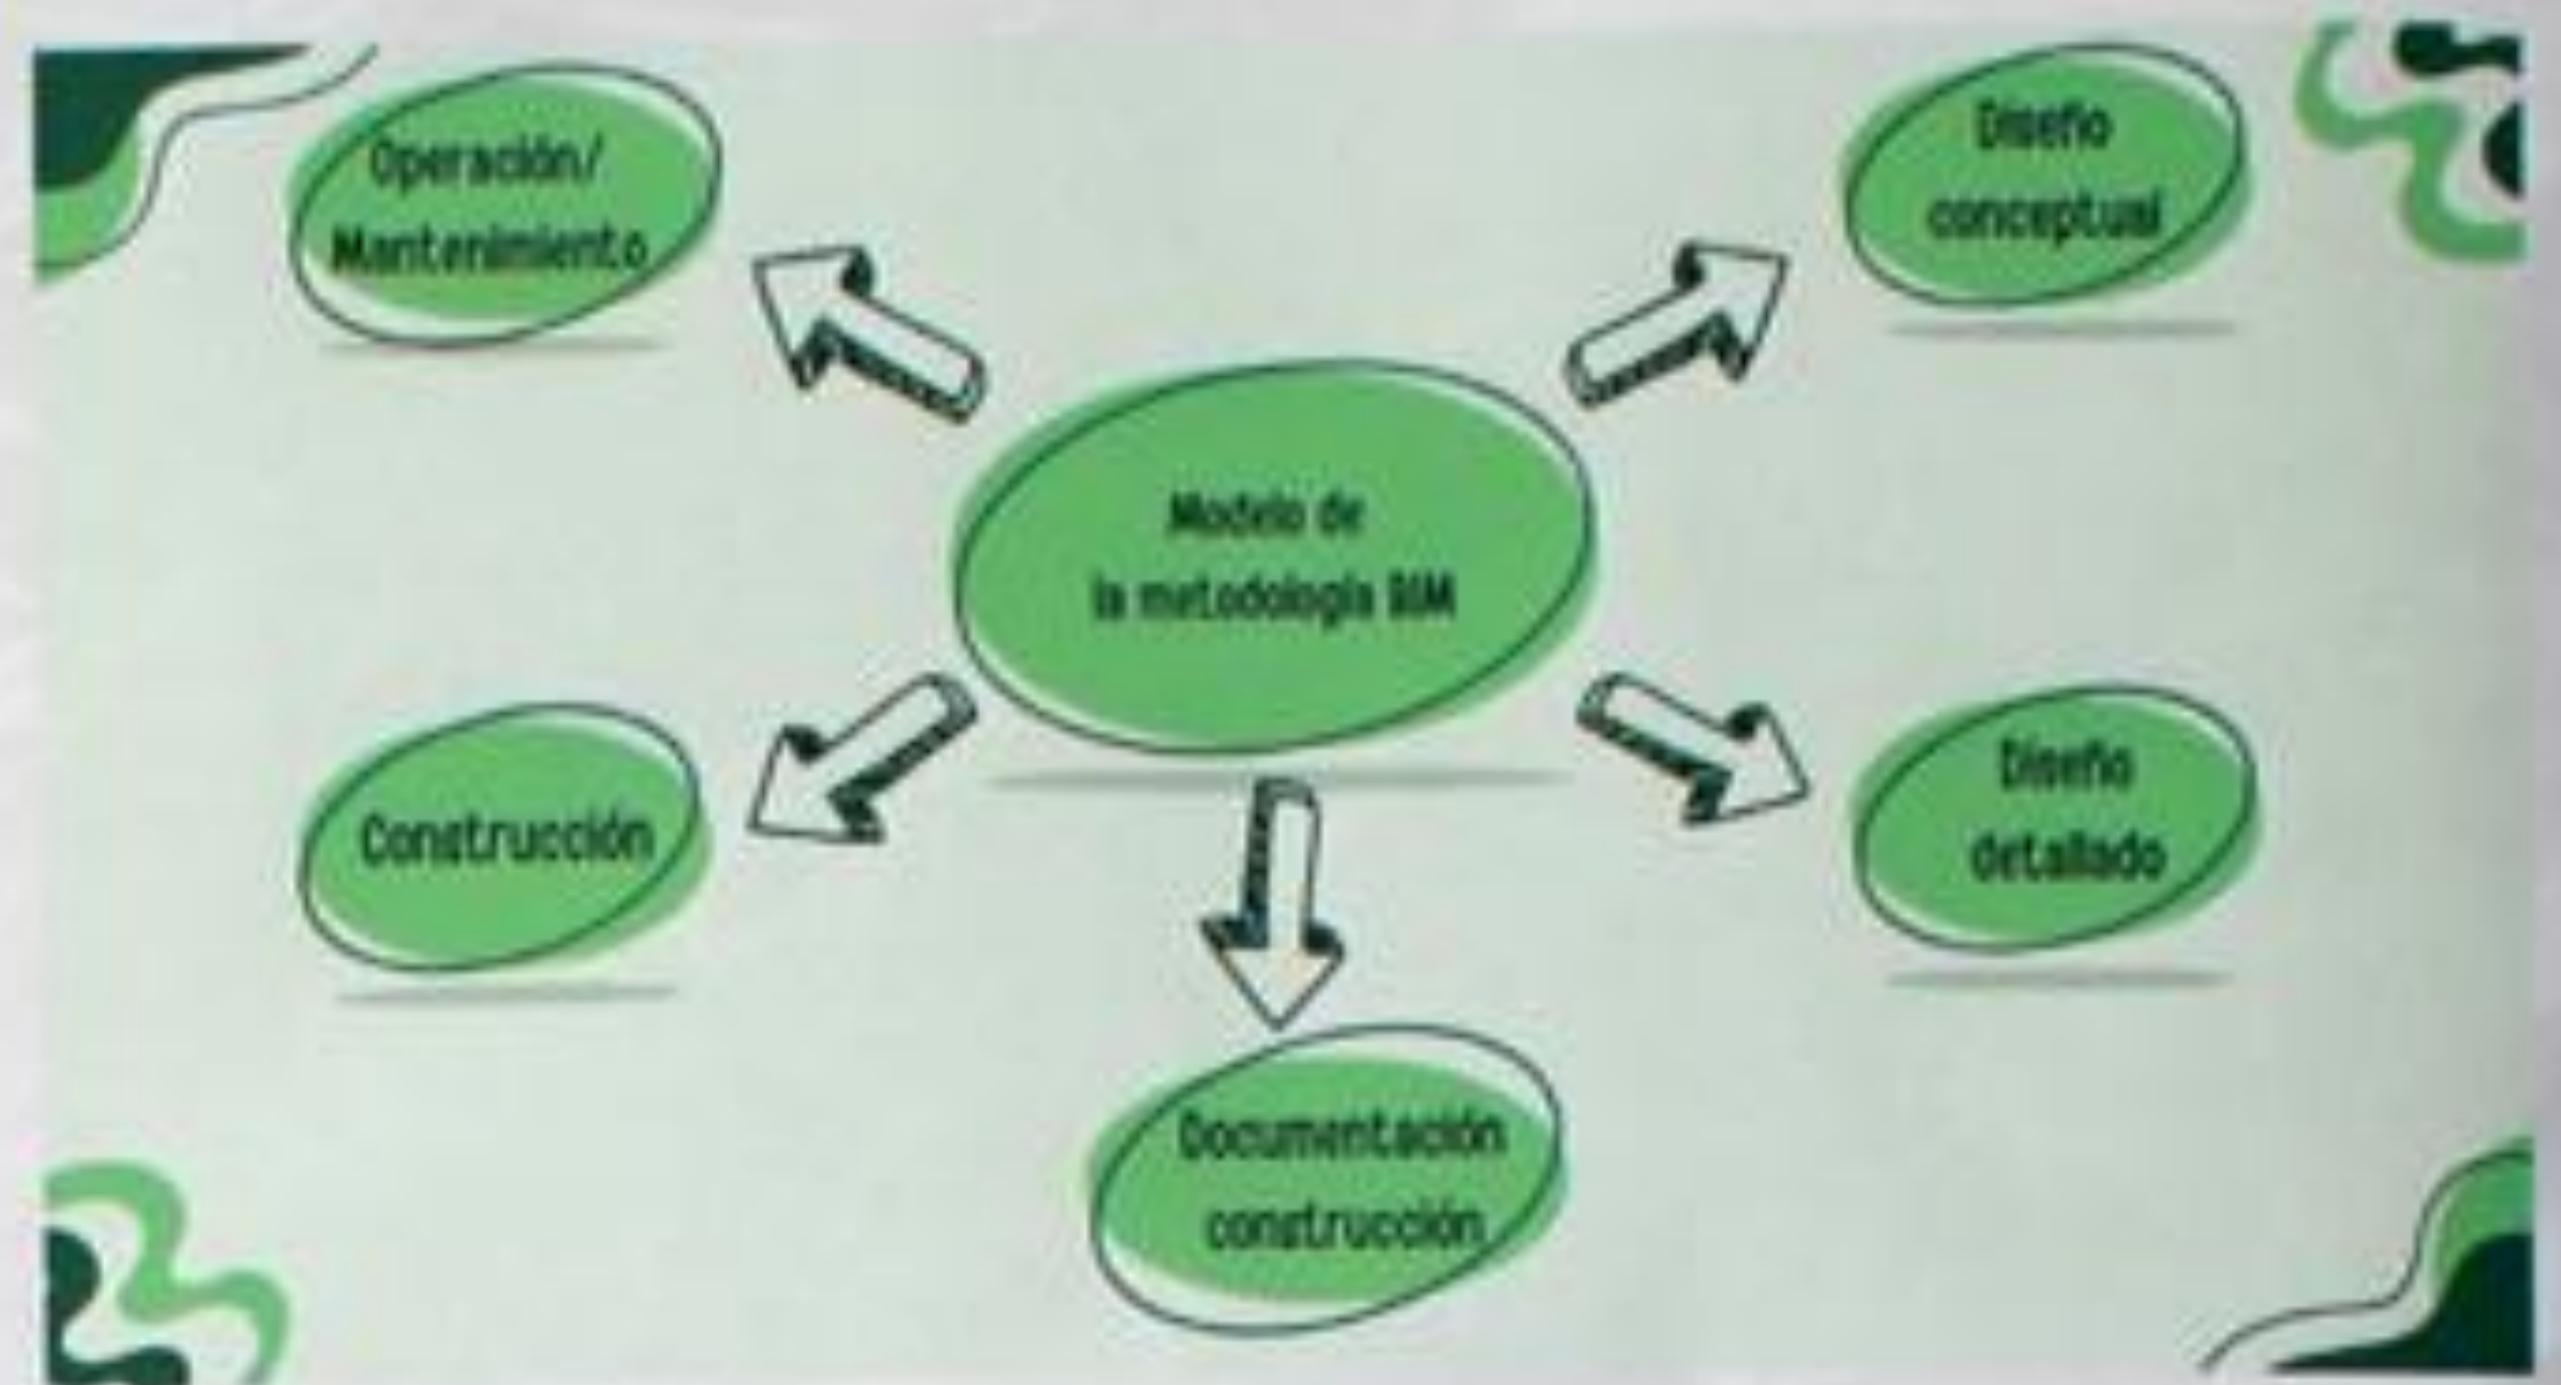 Operación/
Mantenimiento
Diseño
conceptual
Modelo de
la metodología BIM
Construcción
Diseño
detallado
Documentación
construcción